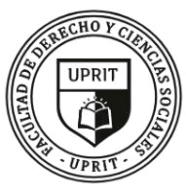 FACULTAD DE DERECHO Y CIENCIAS SOCIALES
UPRIT
- UPRIT -